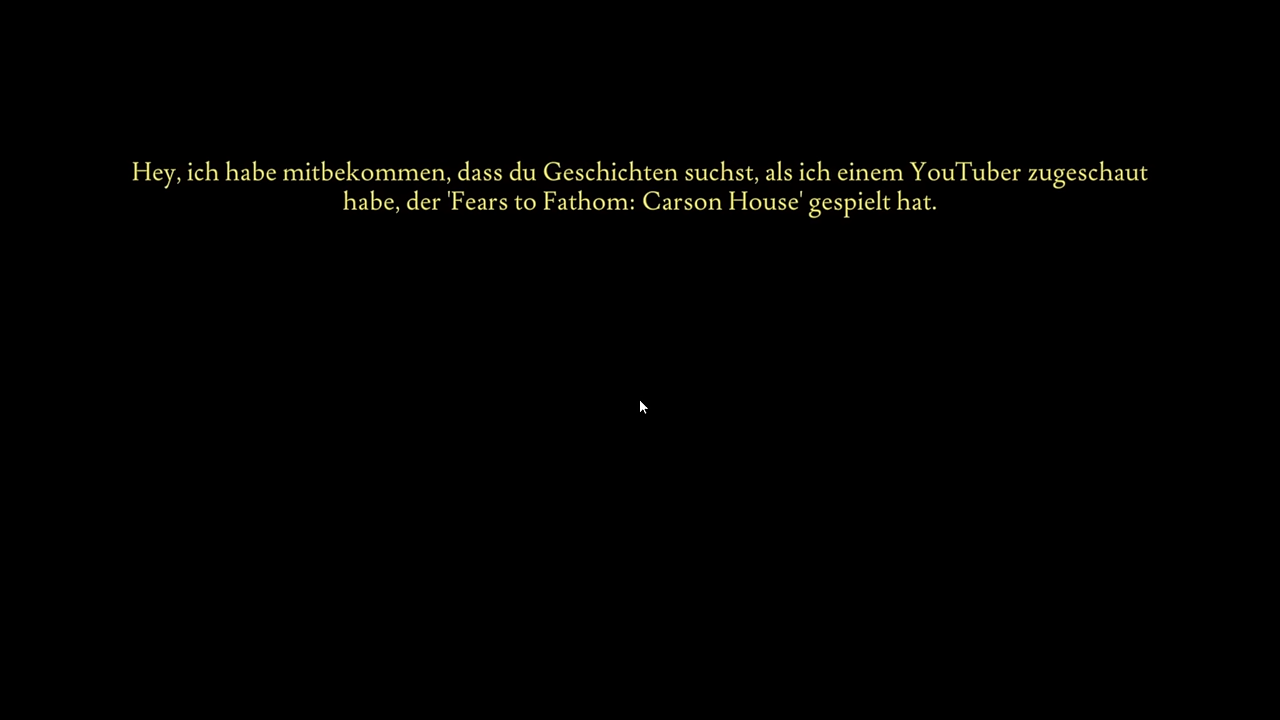 Hey, ich habe mitbekommen, dass du Geschichten suchst, als ich einem YouTuber zugeschaut
habe, der 'Fears to Fathom: Carson House' gespielt hat.